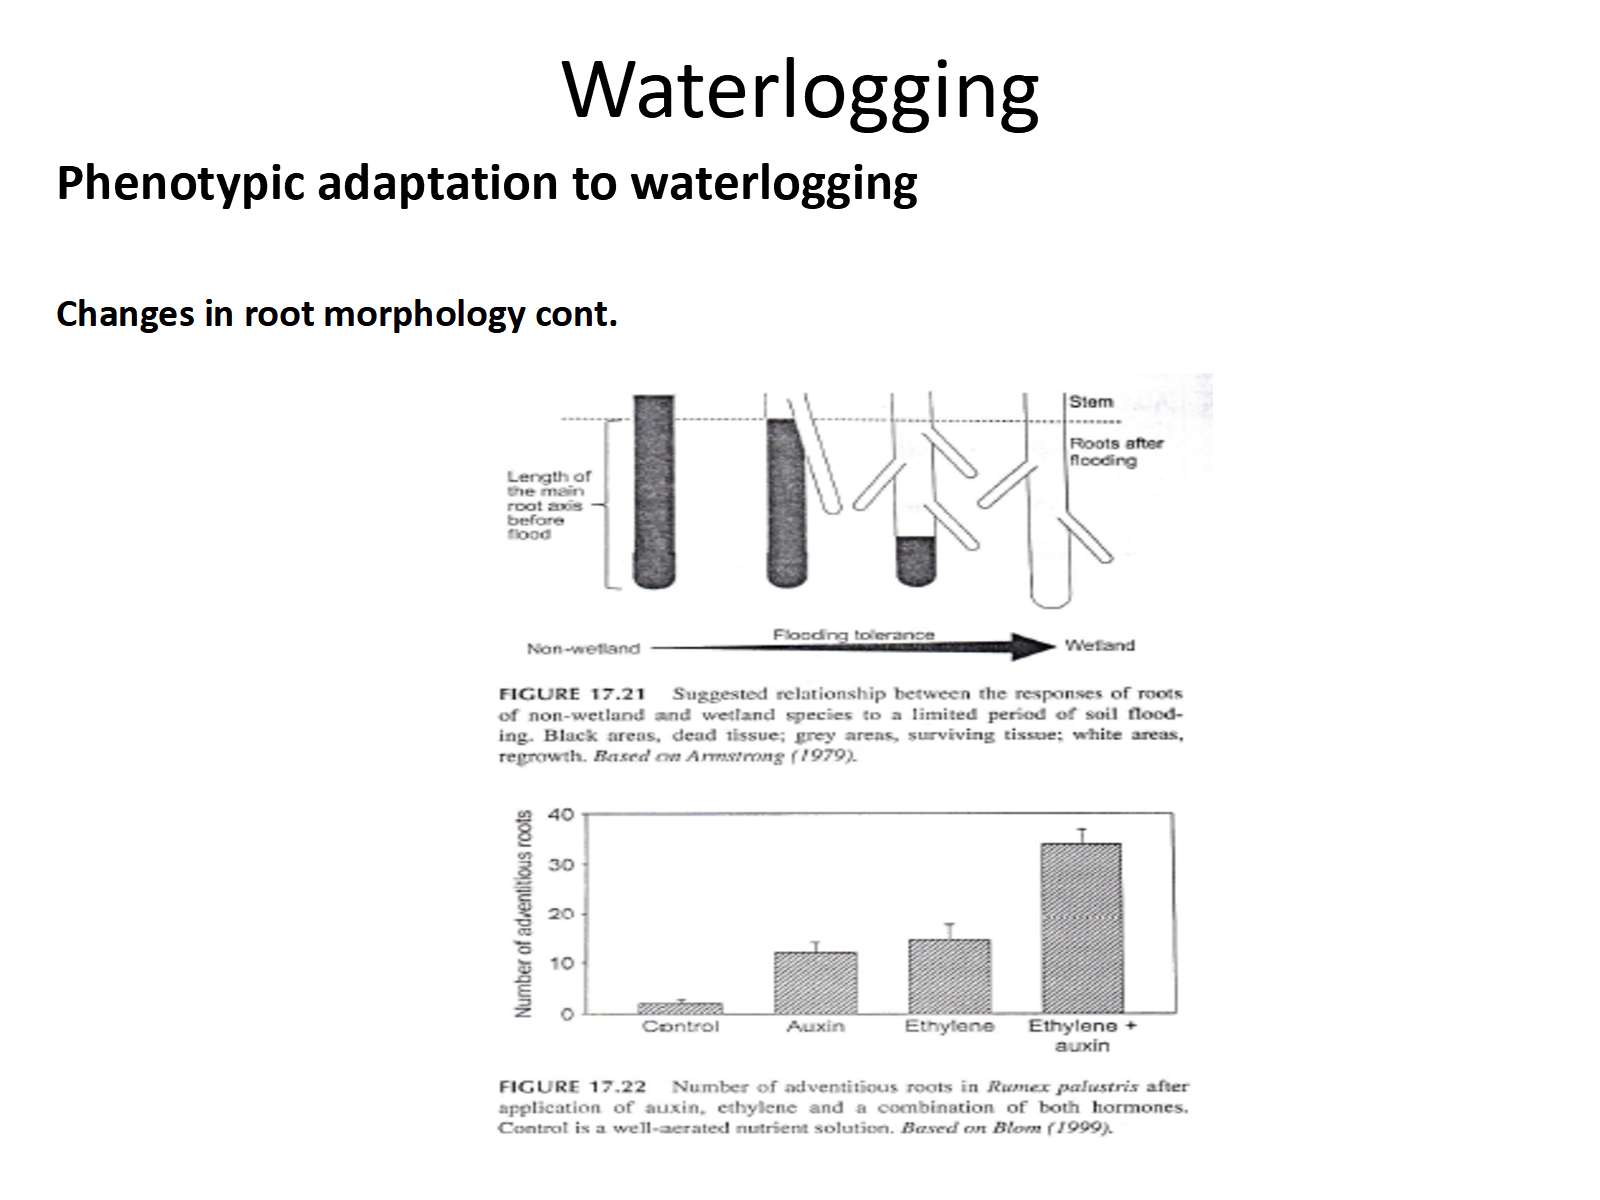 Waterlogging
Phenotypic adaptation to waterlogging
Changes in root morphology cont.
Stem
Roots after
flooding
Length of
the main
root axis
before
flood
Flooding tolerance
Non-wetland
Wetland
FIGURE 17.21 Suggested relationship between the responses of roots
of non-wetland and wetland species to a limited period of soil flood-
ing. Black areas, dead tissue; grey areas, surviving tissue; white areas,
regrowth. Based on Armstrong (1979).
Number of adventitious roots
40
30
20
10
0
Control
Auxin
Ethylene
Ethylene +
auxin
FIGURE 17.22 Number of adventitious roots in Rumex palustris after
application of auxin, ethylene and a combination of both hormones.
Control is a well-aerated nutrient solution. Based on Blom (1999).